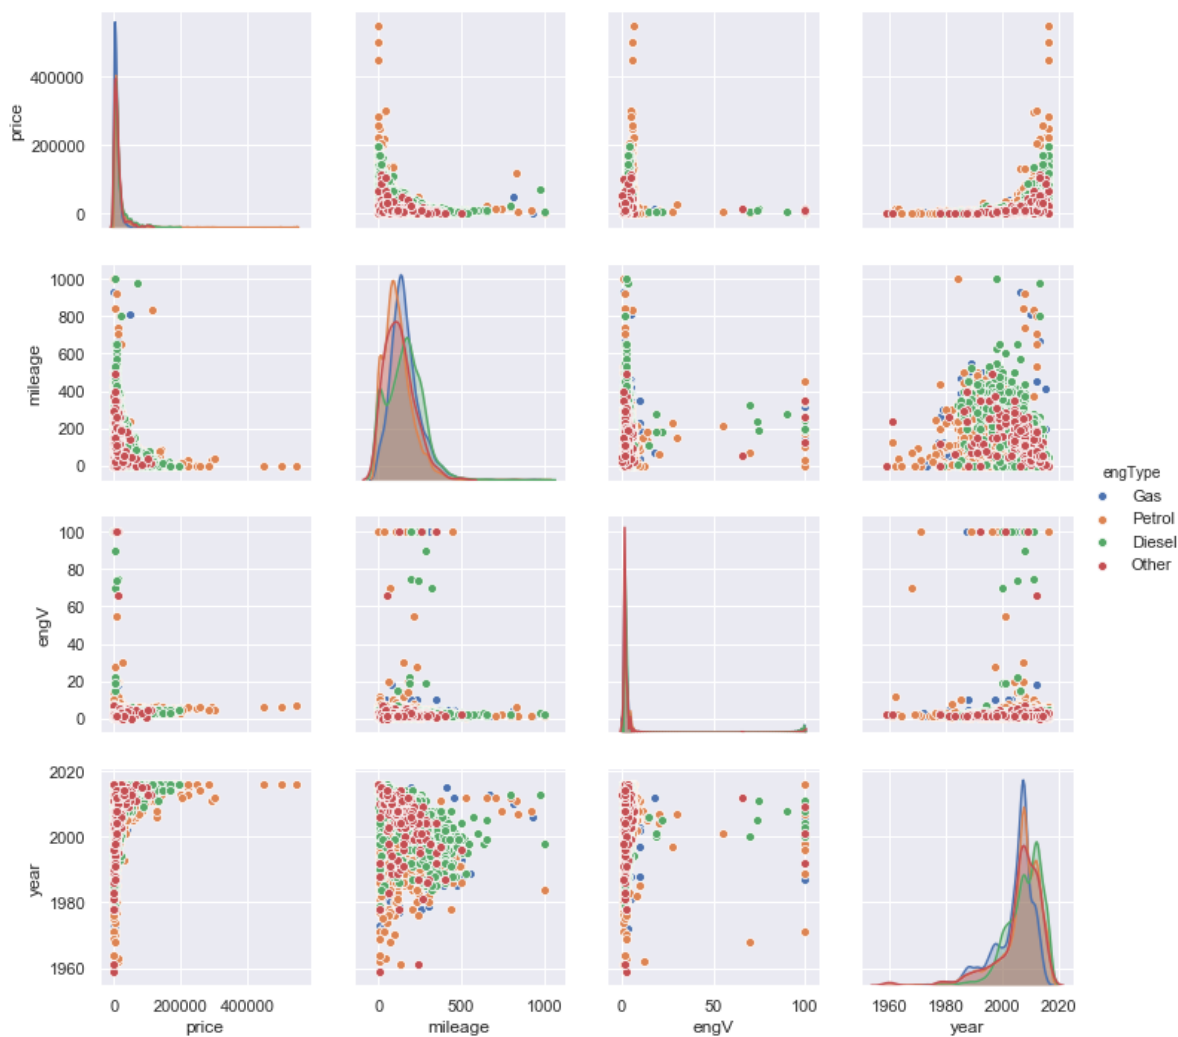 400000
200000
0
price
1000
800
600
400
200
0
mileage
engType
Gas
Petrol
Diesel
Other
100
80
60
40
20
0
engV
2020
2000
1980
1960
year
0 200000 400000
0 500 1000
0 50 100
1960 1980 2000 2020
price mileage engV year